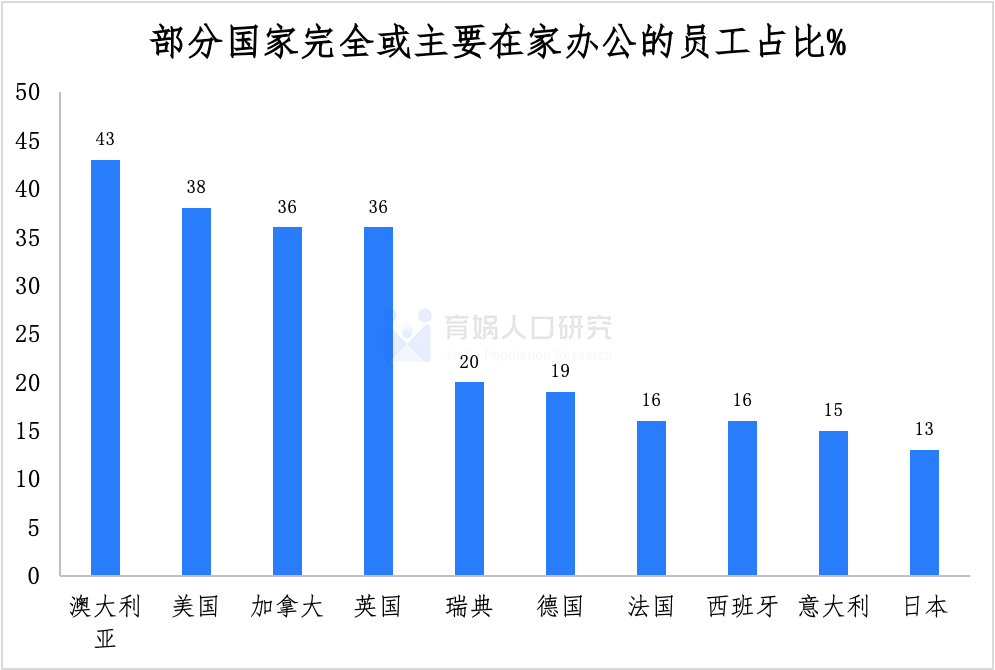 部分国家完全或主要在家办公的员工占比%
50
45
40
35
30
25
20
15
10
5
0
43
38
36
36
20
19
16
16
15
13
育娲人口研究
YuWa Population Research
澳大利
亚
美国
加拿大
英国
瑞典
德国
法国
西班牙
意大利
日本